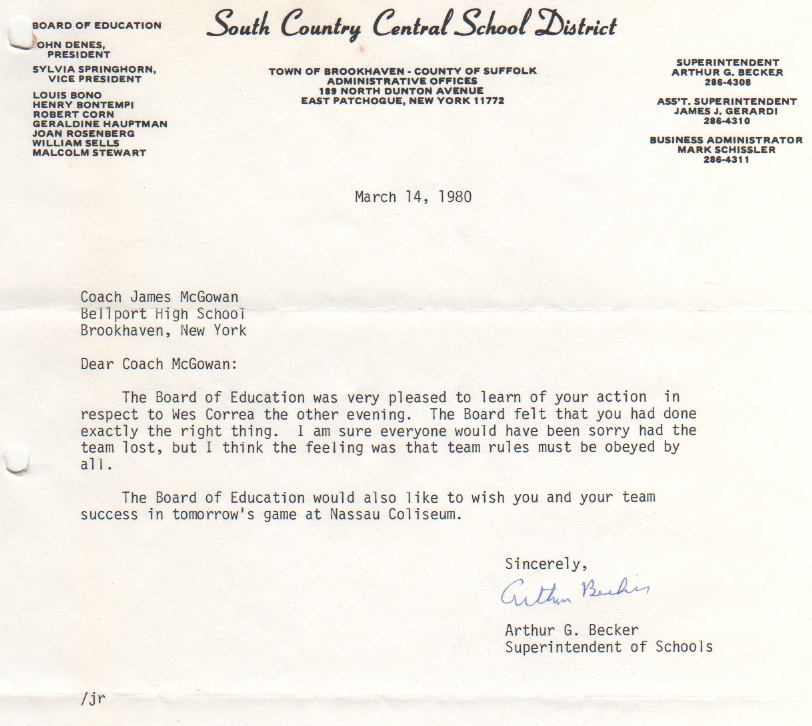 South Country Central School District
BOARD OF EDUCATION
OHN DENES,
PRESIDENT
SYLVIA SPRINGHORN,
VICE PRESIDENT
LOUIS BONO
HENRY BONTEMPI
ROBERT CORN
GERALDINE HAUPTMAN
JOAN ROSENBERG
WILLIAM SELLS
MALCOLM STEWART
TOWN OF BROOKHAVEN - COUNTY OF SUFFOLK
ADMINISTRATIVE OFFICES
189 NORTH DUNTON AVENUE
EAST PATCHOGUE, NEW YORK 11772
SUPERINTENDENT
ARTHUR G. BECKER
286-4308
ASS'T. SUPERINTENDENT
JAMES J. GERARDI
286-4310
BUSINESS ADMINISTRATOR
MARK SCHISSLER
286-4311
March 14, 1980
Coach James McGowan
Bellport High School
Brookhaven, New York
Dear Coach McGowan:
The Board of Education was very pleased to learn of your action in
respect to Wes Correa the other evening. The Board felt that you had done
exactly the right thing. I am sure everyone would have been sorry had the
team lost, but I think the feeling was that team rules must be obeyed by
all.
The Board of Education would also like to wish you and your team
success in tomorrow's game at Nassau Coliseum.
Sincerely,
Arthur Becker
Arthur G. Becker
Superintendent of Schools
/jr